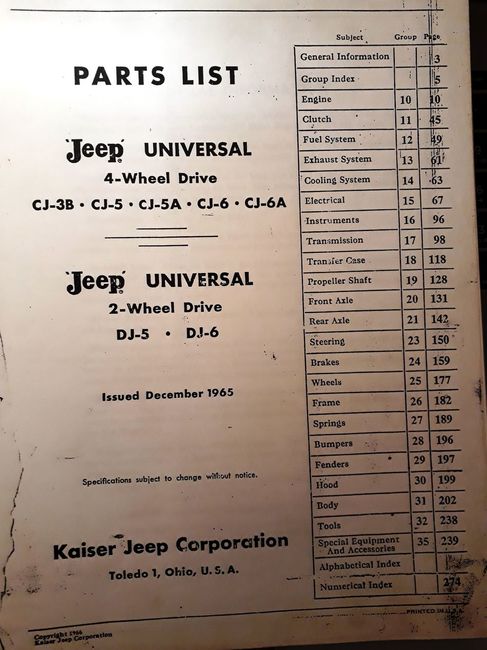 PARTS LIST
'Jeep' UNIVERSAL
4-Wheel Drive
CJ-3B • CJ-5 • CJ-5A • CJ-6 • CJ-6A
'Jeep' UNIVERSAL
2-Wheel Drive
DJ-5 • DJ-6
Issued December 1965
Specifications subject to change without notice.
Kaiser Jeep Corporation
Toledo 1, Ohio, U. S. A.
Subject Group Page
General Information 3
Group Index 5
Engine 10 10
Clutch 11 45
Fuel System 12 49
Exhaust System 13 61
Cooling System 14 63
Electrical 15 67
Instruments 16 96
Transmission 17 98
Transfer Case 18 118
Propeller Shaft 19 128
Front Axle 20 131
Rear Axle 21 142
Steering 23 150
Brakes 24 159
Wheels 25 177
Frame 26 182
Springs 27 189
Bumpers 28 196
Fenders 29 197
Hood 30 199
Body 31 202
Tools 32 238
Special Equipment
And Accessories 35 239
Alphabetical Index
Numerical Index 274
PRINTED IN U.S.A.
Copyright 1966
Kaiser Jeep Corporation